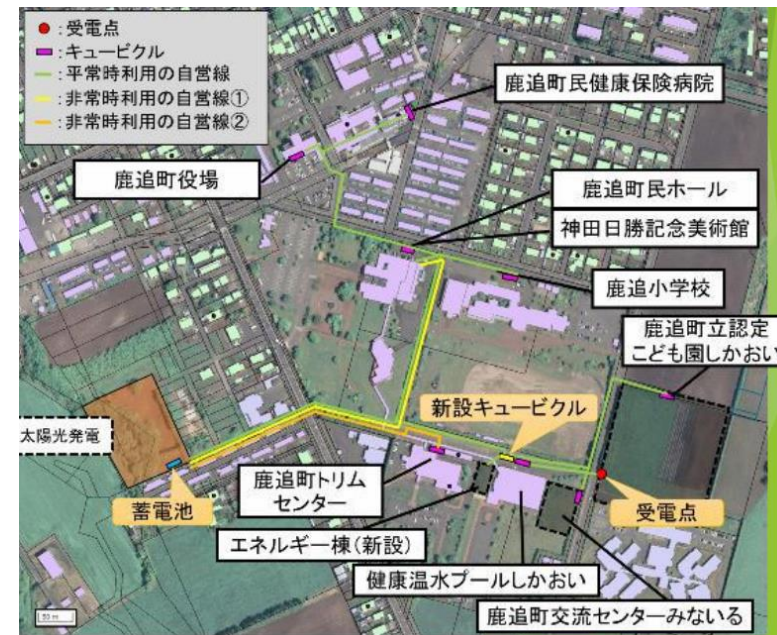 ：受電点
：キュービクル
：平常時利用の自営線
：非常時利用の自営線①
：非常時利用の自営線②
鹿追町民健康保険病院
鹿追町役場
鹿追町民ホール
神田日勝記念美術館
鹿追小学校
鹿追町立認定
こども園しかおい
新設キュービクル
太陽光発電
鹿追町トリム
センター
蓄電池
受電点
エネルギー棟(新設)
健康温水プールしかおい
鹿追町交流センターみないる
50 m